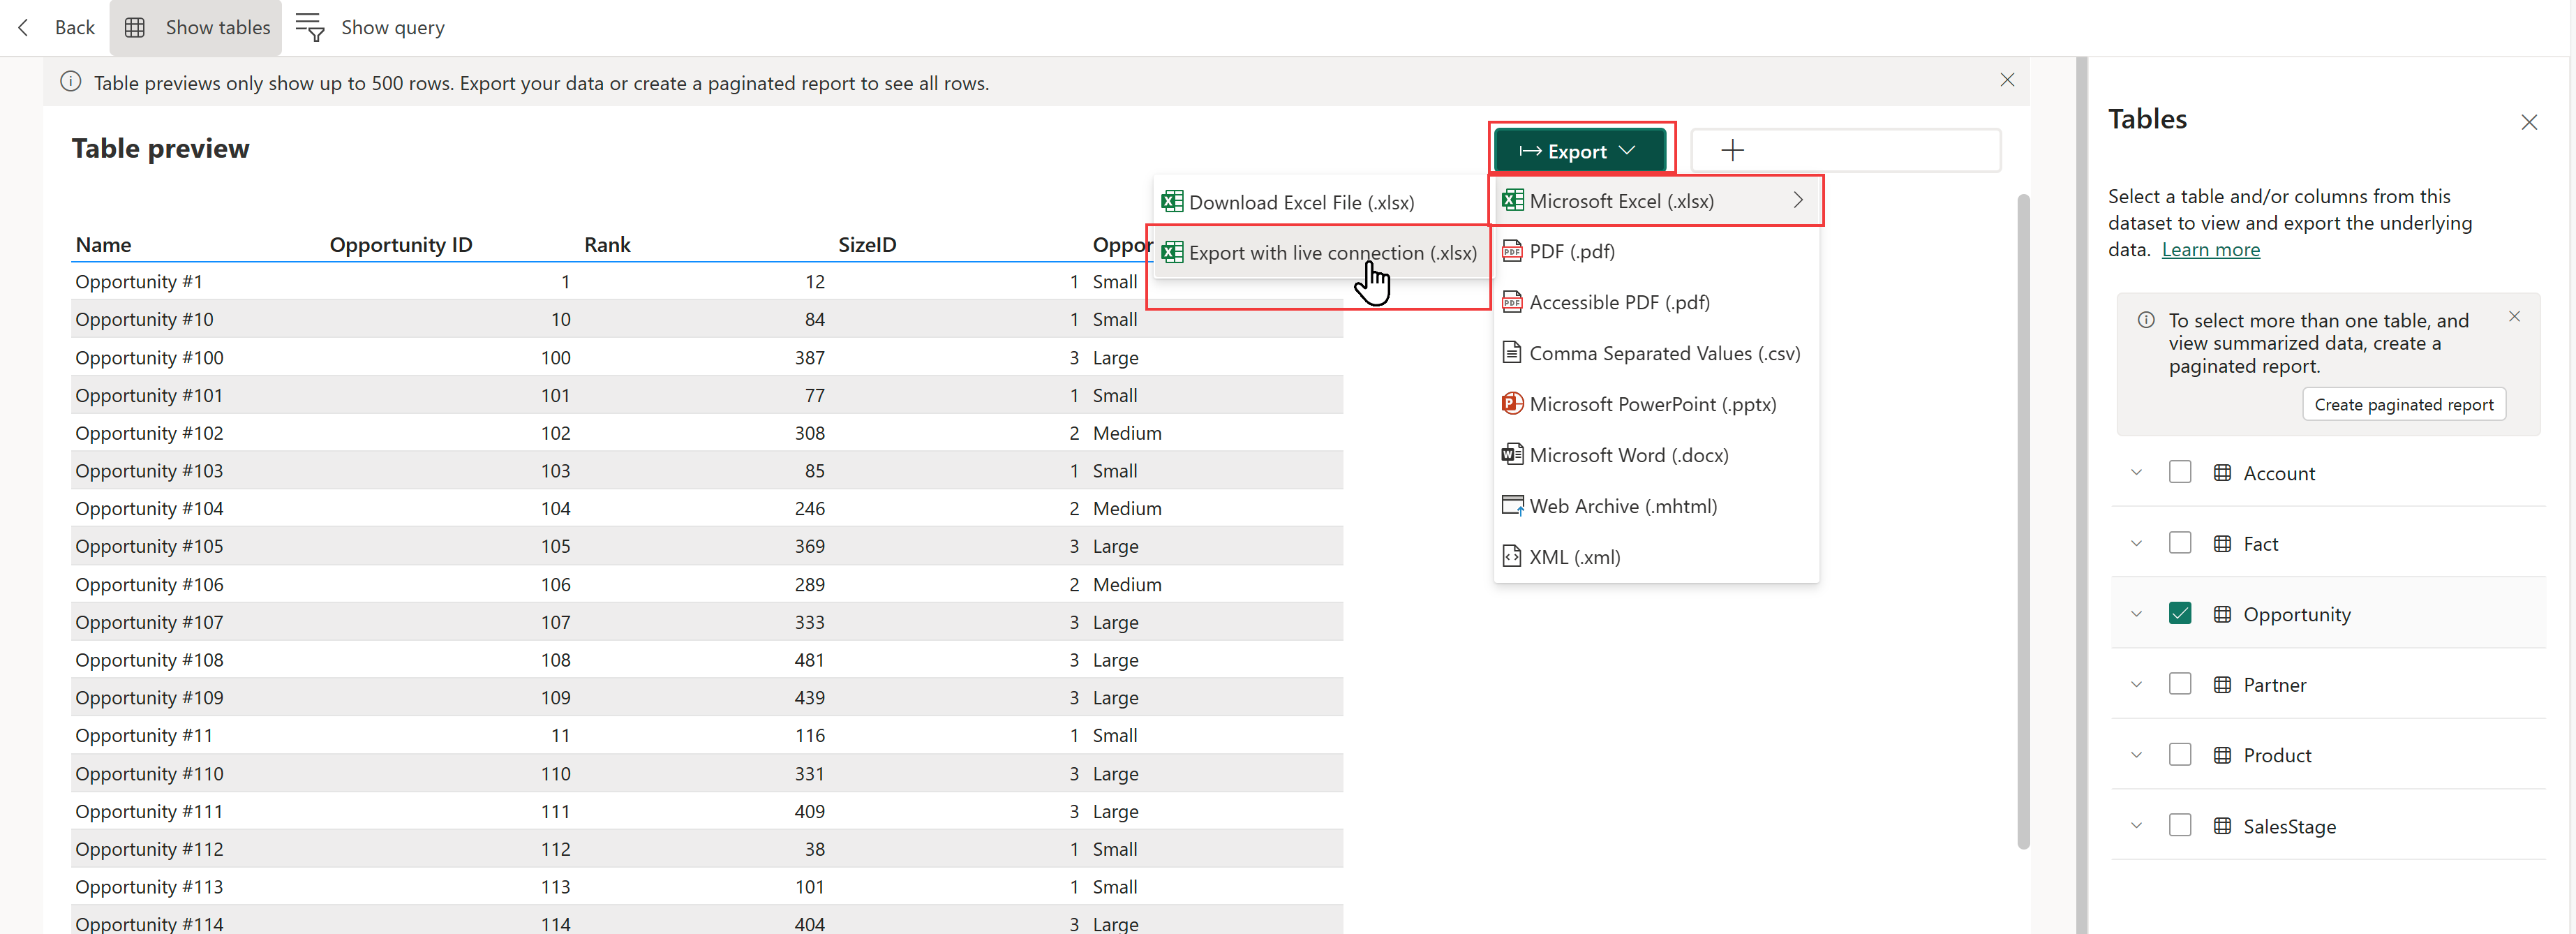 Back
Show tables
Show query
Table previews only show up to 500 rows. Export your data or create a paginated report to see all rows.
Table preview
Export
Download Excel File (.xlsx)
Export with live connection (.xlsx)
Microsoft Excel (.xlsx)
PDF (.pdf)
Accessible PDF (.pdf)
Comma Separated Values (.csv)
Microsoft PowerPoint (.pptx)
Microsoft Word (.docx)
Web Archive (.mhtml)
XML (.xml)
Name Opportunity ID Rank SizeID Oppor
Opportunity #1 1 12 1 Small
Opportunity #10 10 84 1 Small
Opportunity #100 100 387 3 Large
Opportunity #101 101 77 1 Small
Opportunity #102 102 308 2 Medium
Opportunity #103 103 85 1 Small
Opportunity #104 104 246 2 Medium
Opportunity #105 105 369 3 Large
Opportunity #106 106 289 2 Medium
Opportunity #107 107 333 3 Large
Opportunity #108 108 481 3 Large
Opportunity #109 109 439 3 Large
Opportunity #11 11 116 1 Small
Opportunity #110 110 331 3 Large
Opportunity #111 111 409 3 Large
Opportunity #112 112 38 1 Small
Opportunity #113 113 101 1 Small
Opportunity #114 114 404 3 Large
Tables
Select a table and/or columns from this
dataset to view and export the underlying
data. Learn more
To select more than one table, and
view summarized data, create a
paginated report.
Create paginated report
Account
Fact
Opportunity
Partner
Product
SalesStage